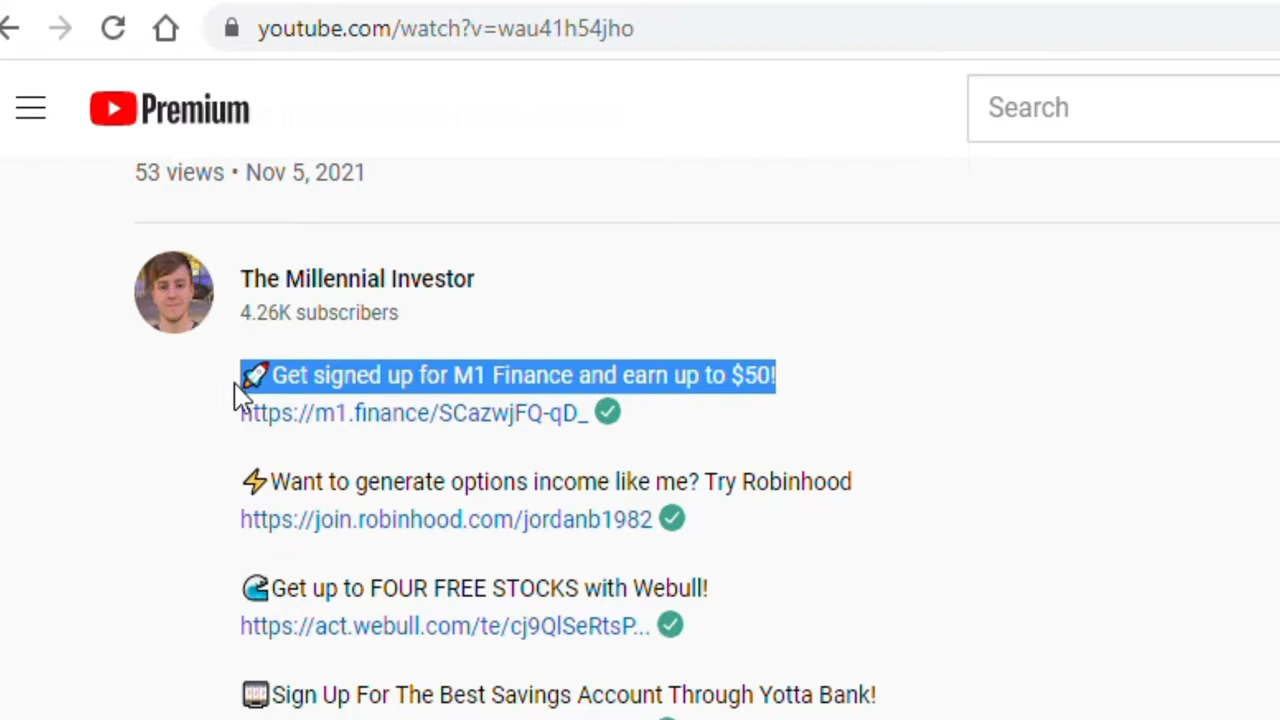 youtube.com/watch?v=wau41h54jho
Premium
Search
53 views • Nov 5, 2021
The Millennial Investor
4.26K subscribers
🚀Get signed up for M1 Finance and earn up to $50!
https://m1.finance/SCazwjFQ-qD_
⚡Want to generate options income like me? Try Robinhood
https://join.robinhood.com/jordanb1982
🌊Get up to FOUR FREE STOCKS with Webull!
https://act.webull.com/te/cj9QlSeRtsP...
🎰Sign Up For The Best Savings Account Through Yotta Bank!